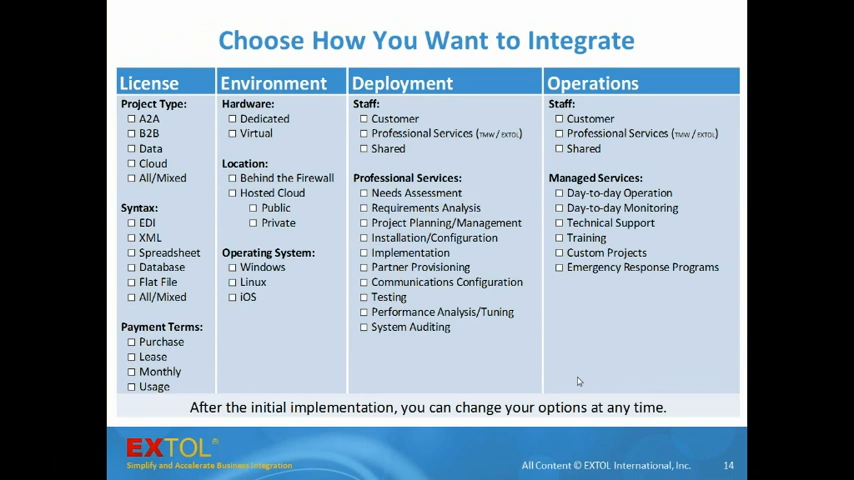 Choose How You Want to Integrate
License
Project Type:
☐ A2A
☐ B2B
☐ Data
☐ Cloud
☐ All/Mixed
Syntax:
☐ EDI
☐ XML
☐ Spreadsheet
☐ Database
☐ Flat File
☐ All/Mixed
Payment Terms:
☐ Purchase
☐ Lease
☐ Monthly
☐ Usage
Environment
Hardware:
☐ Dedicated
☐ Virtual
Location:
☐ Behind the Firewall
☐ Hosted Cloud
☐ Public
☐ Private
Operating System:
☐ Windows
☐ Linux
☐ iOS
Deployment
Staff:
☐ Customer
☐ Professional Services (TMW / EXTOL)
☐ Shared
Professional Services:
☐ Needs Assessment
☐ Requirements Analysis
☐ Project Planning/Management
☐ Installation/Configuration
☐ Implementation
☐ Partner Provisioning
☐ Communications Configuration
☐ Testing
☐ Performance Analysis/Tuning
☐ System Auditing
Operations
Staff:
☐ Customer
☐ Professional Services (TMW / EXTOL)
☐ Shared
Managed Services:
☐ Day-to-day Operation
☐ Day-to-day Monitoring
☐ Technical Support
☐ Training
☐ Custom Projects
☐ Emergency Response Programs
After the initial implementation, you can change your options at any time.
EXTOL®
Simplify and Accelerate Business Integration
All Content © EXTOL International, Inc.
14